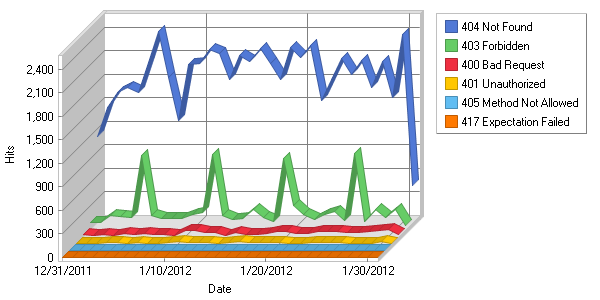 404 Not Found
403 Forbidden
400 Bad Request
401 Unauthorized
405 Method Not Allowed
417 Expectation Failed
Hits
2,400
2,100
1,800
1,500
1,200
900
600
300
0
12/31/2011 1/10/2012 1/20/2012 1/30/2012
Date